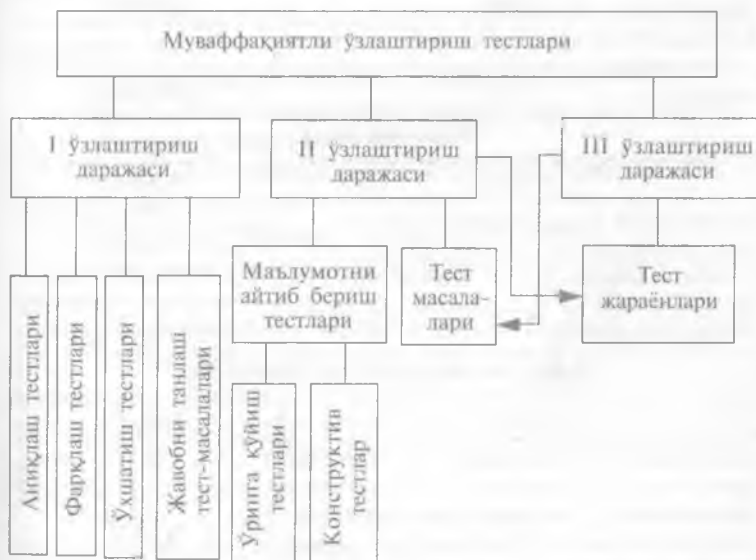 Муваффақиятли ўзлаштириш тестлари
I ўзлаштириш
даражаси
II ўзлаштириш
даражаси
III ўзлаштириш
даражаси
Маълумотни
айтиб бериш
тестлари
Тест
масала-
лари
Тест
жараёнлари
Аниқлаш тестлари
Фарқлаш тестлари
Ўхшатиш тестлари
Жавобни танлаш
тест-масалалари
Ўринга қўйиш
тестлари
Конструктив
тестлар